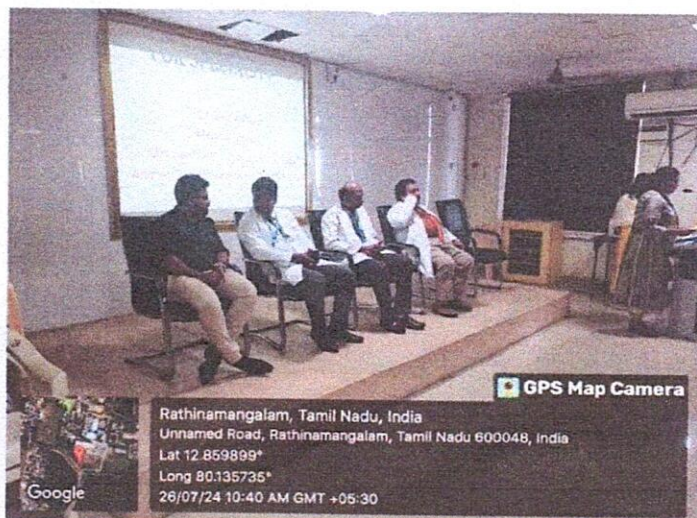 GPS Map Camera
Rathinamangalam, Tamil Nadu, India
Unnamed Road, Rathinamangalam, Tamil Nadu 600048, India
Lat 12.859899°
Long 80.135735°
26/07/24 10:40 AM GMT +05:30
Google